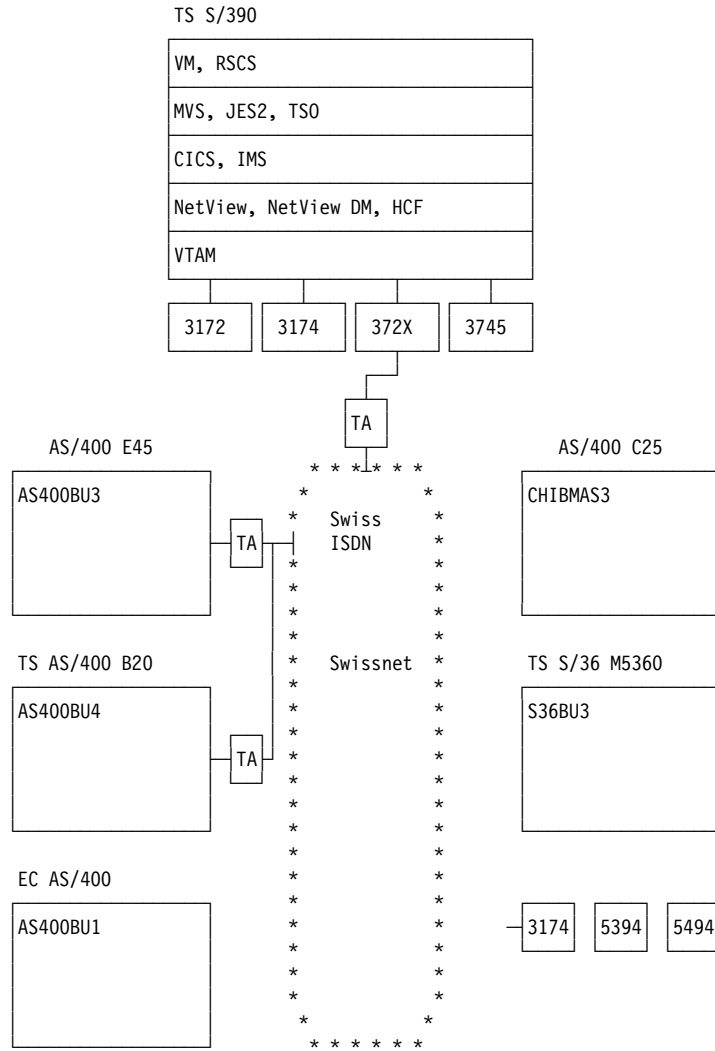 TS S/390
VM, RSCS
MVS, JES2, TSO
CICS, IMS
NetView, NetView DM, HCF
VTAM
3172 3174 372X 3745
TA
AS/400 E45 AS/400 C25
AS400BU3 CHIBMAS3
Swiss
TA ISDN
TS AS/400 B20 Swissnet TS S/36 M5360
AS400BU4 S36BU3
TA
EC AS/400
AS400BU1 3174 5394 5494